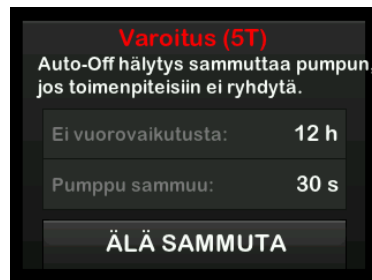 Varoitus (5T)
Auto-Off hälytys sammuttaa pumpun,
jos toimenpiteisiin ei ryhdytä.
Ei vuorovaikutusta: 12 h
Pumppu sammuu: 30 s
ÄLÄ SAMMUTA